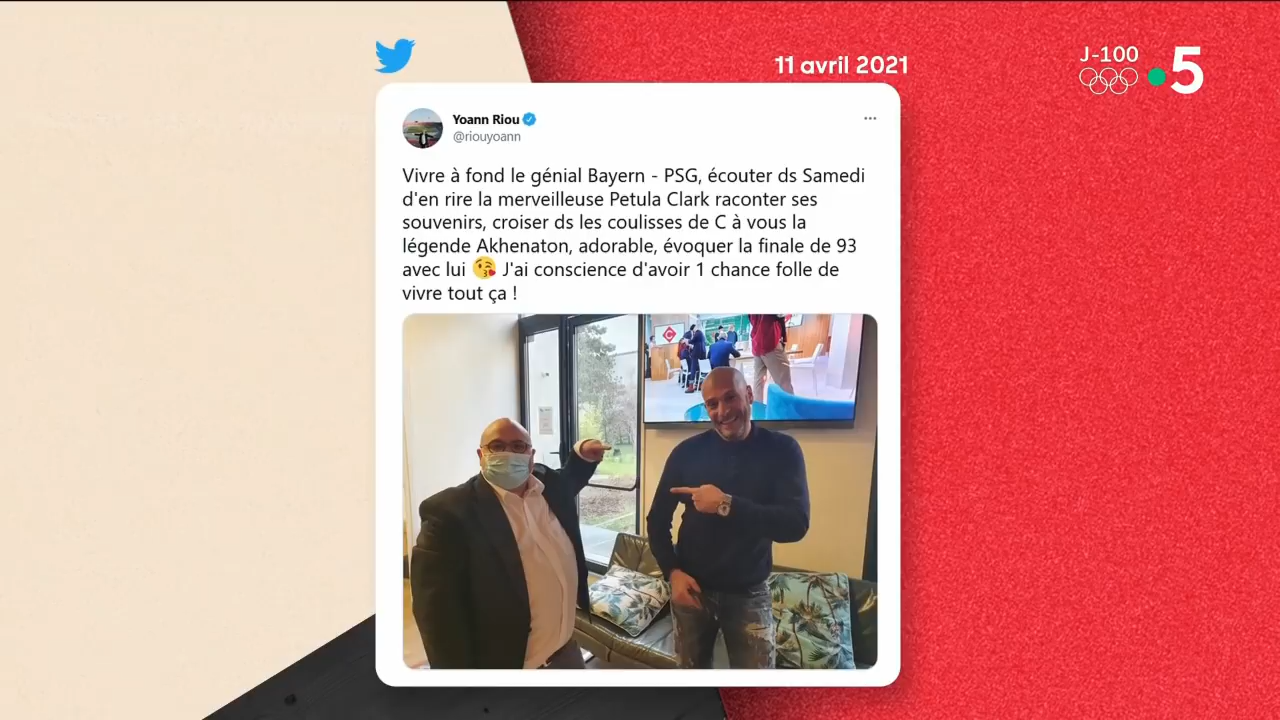 11 avril 2021
J-100
5
Yoann Riou
@riouyoann
Vivre à fond le génial Bayern - PSG, écouter ds Samedi
d'en rire la merveilleuse Petula Clark raconter ses
souvenirs, croiser ds les coulisses de C à vous la
légende Akhenaton, adorable, évoquer la finale de 93
avec lui 😘 J'ai conscience d'avoir 1 chance folle de
vivre tout ça !